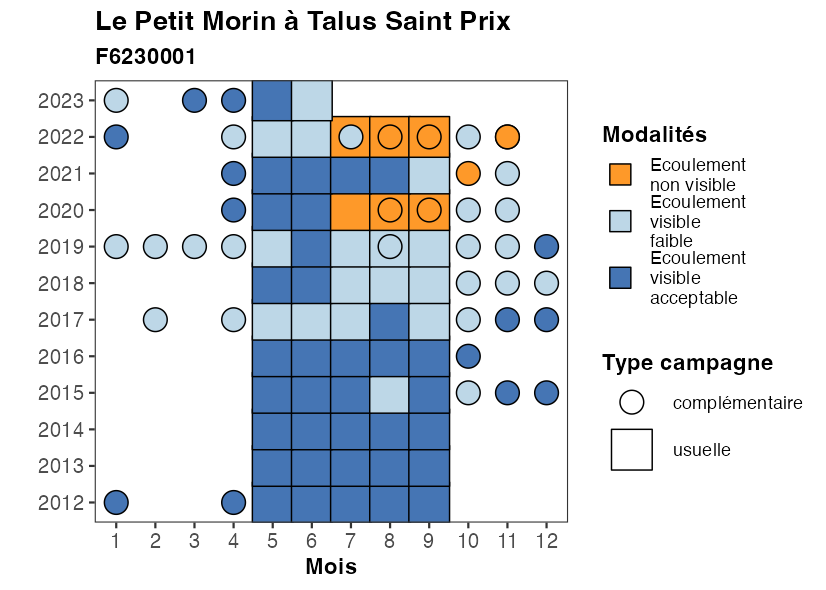 Le Petit Morin à Talus Saint Prix
F6230001
2023
2022
2021
2020
2019
2018
2017
2016
2015
2014
2013
2012
1 2 3 4 5 6 7 8 9 10 11 12
Mois
Modalités
Ecoulement
non visible
Ecoulement
visible
faible
Ecoulement
visible
acceptable
Type campagne
complémentaire
usuelle